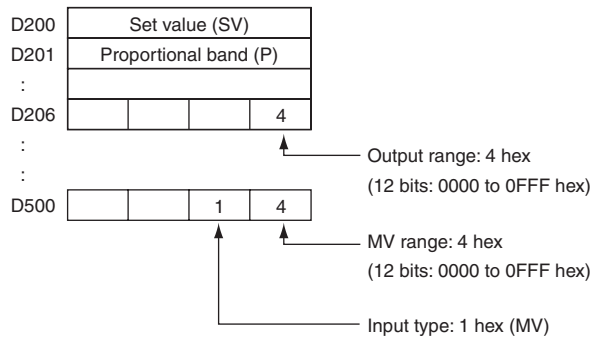 D200 Set value (SV)
D201 Proportional band (P)
:
D206 4
:
Output range: 4 hex
:
(12 bits: 0000 to 0FFF hex)
D500 1 4
MV range: 4 hex
(12 bits: 0000 to 0FFF hex)
Input type: 1 hex (MV)